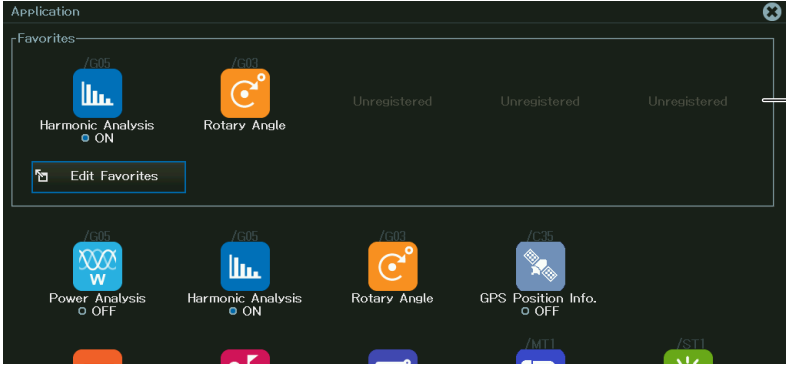 Application
Favorites
/G05 /G03
Harmonic Analysis Rotary Angle Unregistered Unregistered Unregistered
ON
Edit Favorites
/G05 /G05 /G03 /C35
W
Power Analysis Harmonic Analysis Rotary Angle GPS Position Info.
OFF ON OFF
/MT1 /ST1